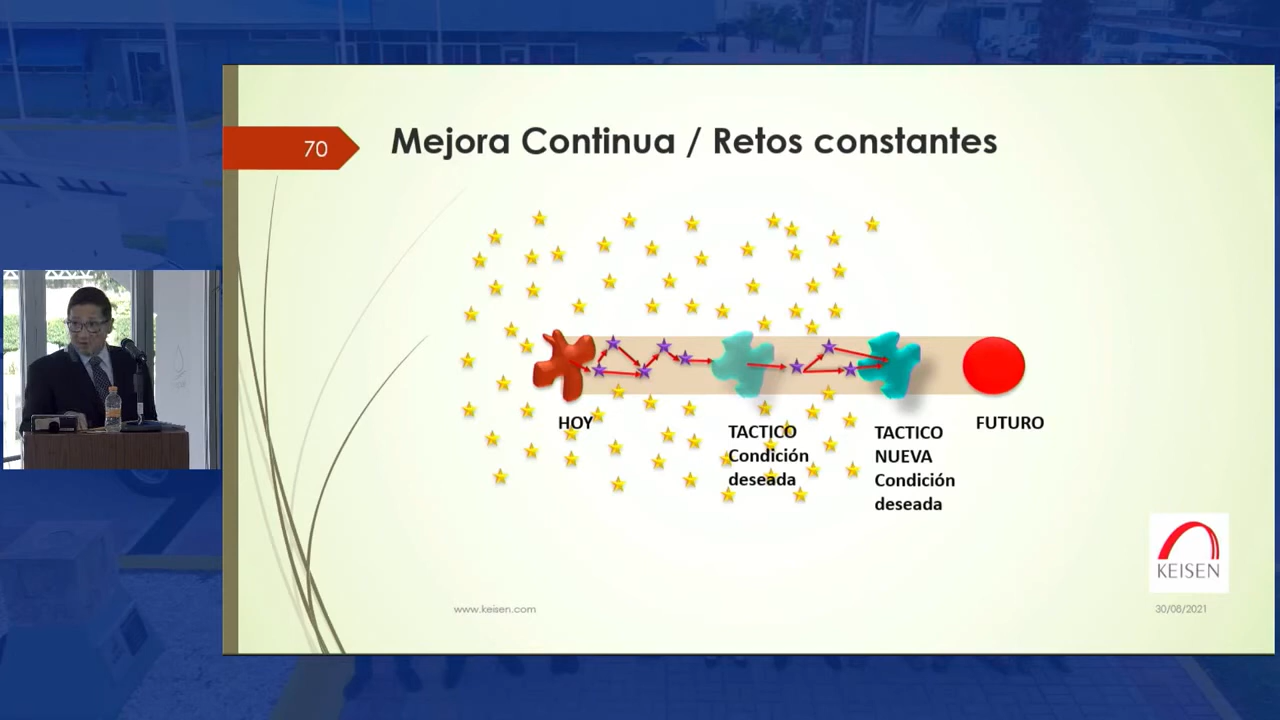 70
Mejora Continua / Retos constantes
HOY
TACTICO
Condición
deseada
TACTICO
NUEVA
Condición
deseada
FUTURO
KEISEN
www.keisen.com
30/08/2021